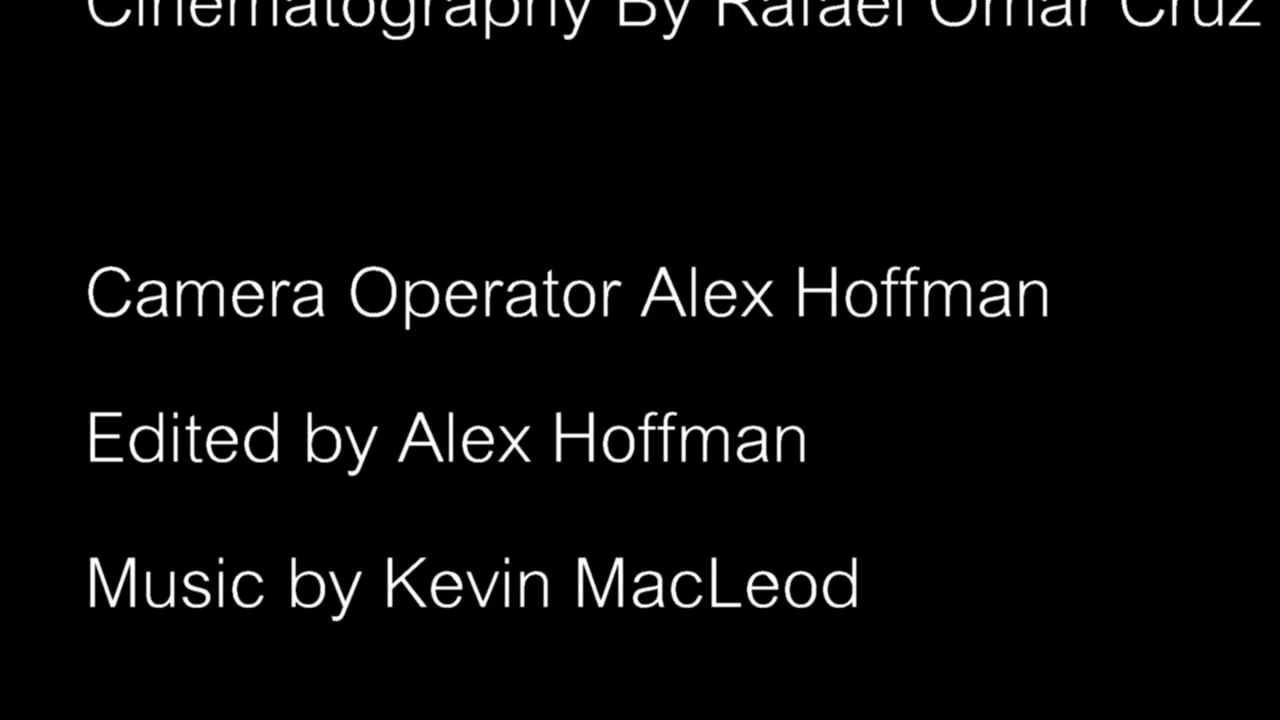 Cinematography By Rafael Omar Cruz
Camera Operator Alex Hoffman
Edited by Alex Hoffman
Music by Kevin MacLeod